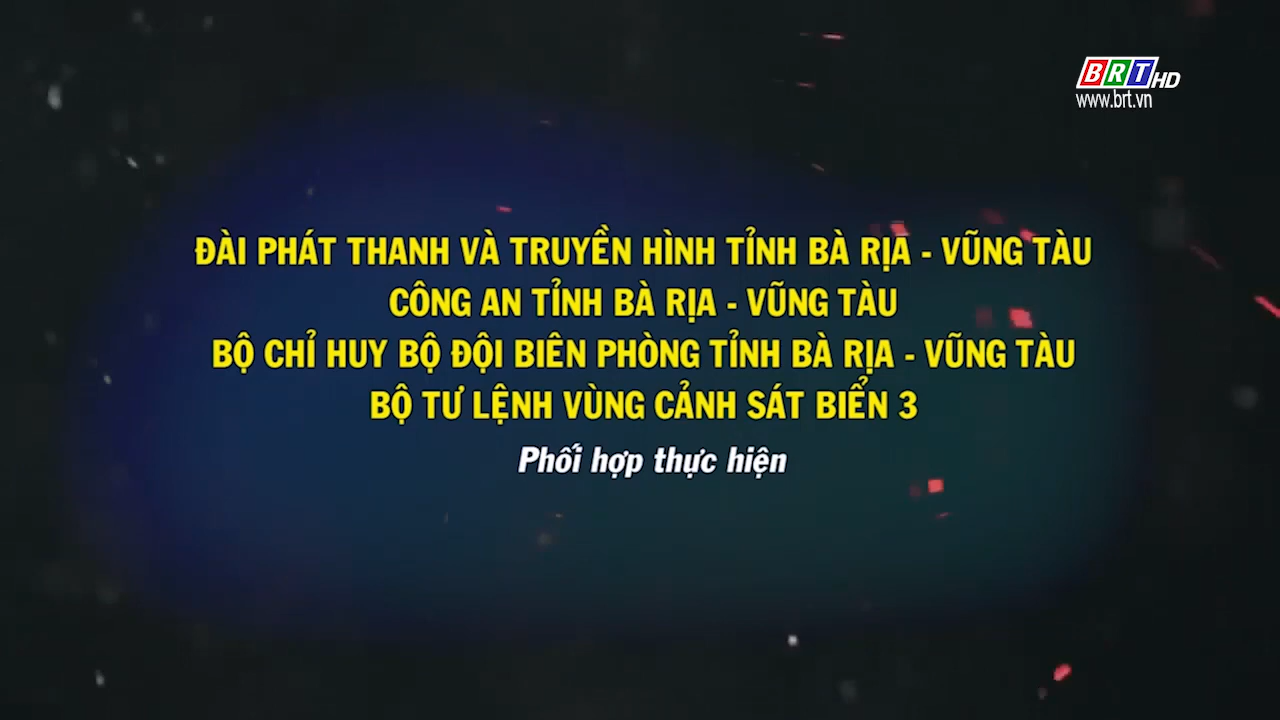 BRT HD
www.brt.vn
ĐÀI PHÁT THANH VÀ TRUYỀN HÌNH TỈNH BÀ RỊA - VŨNG TÀU
CÔNG AN TỈNH BÀ RỊA - VŨNG TÀU
BỘ CHỈ HUY BỘ ĐỘI BIÊN PHÒNG TỈNH BÀ RỊA - VŨNG TÀU
BỘ TƯ LỆNH VÙNG CẢNH SÁT BIỂN 3
Phối hợp thực hiện